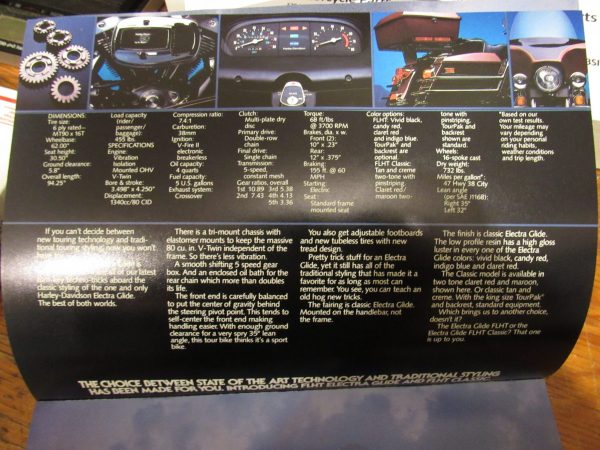 DIMENSIONS:
Tire size:
6 ply rated–
MT90 x 16T
Wheelbase:
62.00"
Seat height:
30.50"
Ground clearance:
5.8"
Overall length:
94.25"
Load capacity
(rider/
passenger/
baggage):
455 lbs.
SPECIFICATIONS
Engine:
Vibration
Isolation
Mounted OHV
V-Twin
Bore & stroke:
3.498" x 4.250"
Displacement:
1340cc/80 CID
Compression ratio:
7.4:1
Carburetion:
38mm
Ignition:
V-Fire II
electronic
breakerless
Oil capacity:
4 quarts
Fuel capacity:
5 U.S. gallons
Exhaust system:
Crossover
Clutch:
Multi-plate dry
disc
Primary drive:
Double-row
chain
Final drive:
Single chain
Transmission:
5-speed,
constant mesh
Gear ratios, overall:
1st 10.89 3rd 5.38
2nd 7.43 4th 4.13
5th 3.36
Torque:
68 ft/lbs
@ 3700 RPM
Brakes, dia. x w.
Front (2):
10" x .23"
Rear:
12" x .375"
Braking:
155 ft. @ 60
MPH
Starting:
Electric
Seat:
Standard frame
mounted seat
Color options:
FLHT: Vivid black,
candy red,
claret red
and indigo blue.
TourPak* and
backrest are
optional.
FLHT Classic:
Tan and creme
two-tone with
pinstriping.
Claret red/
maroon two-
tone with
pinstriping.
TourPak and
backrest
shown are
standard.
Wheels:
16-spoke cast
Dry weight:
732 lbs.
Miles per gallon*:
47 Hwy 38 City
Lean angle:
(per SAE J1168):
Right 35°
Left 32°
*Based on our
own test results.
Your mileage may
vary depending
on your personal
riding habits,
weather conditions
and trip length.
If you can't decide between
new touring technology and tradi-
tional touring style, now you won't
of our latest
aboard the
classic styling of the one and only
Harley-Davidson Electra Glide.
The best of both worlds.
There is a tri-mount chassis with
elastomer mounts to keep the massive
80 cu. in. V-Twin independent of the
frame. So there's less vibration.
A smooth shifting 5 speed gear
box. And an enclosed oil bath for the
rear chain which more than doubles
its life.
The front end is carefully balanced
to put the center of gravity behind
the steering pivot point. This tends to
self-center the front end making
handling easier. With enough ground
clearance for a very spry 35° lean
angle, this tour bike thinks it's a sport
bike.
You also get adjustable footboards
and new tubeless tires with new
tread design.
Pretty trick stuff for an Electra
Glide, yet it still has all of the
traditional styling that has made it a
favorite for as long as most can
remember. You see, you can teach an
old hog new tricks.
The fairing is classic Electra Glide.
Mounted on the handlebar, not
the frame.
The finish is classic Electra Glide.
The low profile resin has a high gloss
luster in every one of the Electra
Glide colors: vivid black, candy red,
indigo blue and claret red.
The Classic model is available in
two tone claret red and maroon,
shown here. Or classic tan and
creme. With the king size TourPak*
and backrest, standard equipment.
Which brings us to another choice,
doesn't it?
The Electra Glide FLHT or the
Electra Glide FLHT Classic? That one
is up to you.
THE CHOICE BETWEEN STATE OF THE ART TECHNOLOGY AND TRADITIONAL STYLING
HAS BEEN MADE FOR YOU. INTRODUCING FLHT ELECTRA GLIDE AND FLHT CLASSIC.